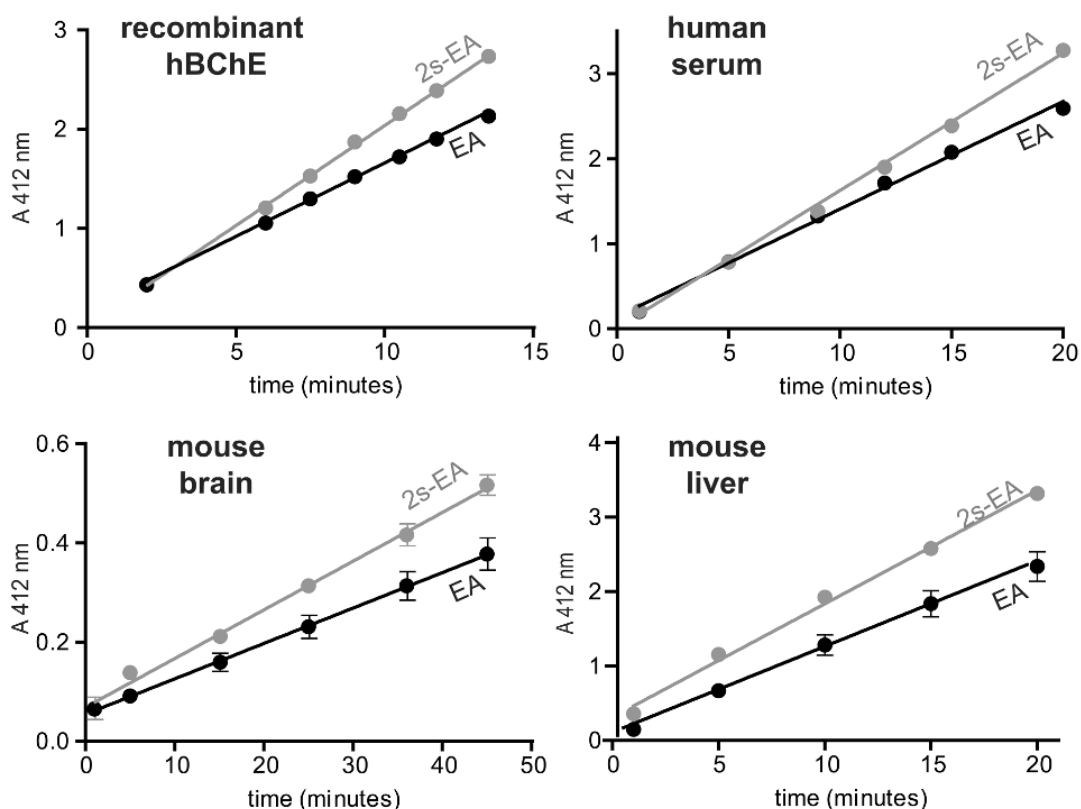 recombinant
hBChE
3
2
1
0
A 412 nm
2s-EA
EA
0 5 10 15
time (minutes)
human
serum
3
2
1
0
A 412 nm
2s-EA
EA
0 5 10 15 20
time (minutes)
mouse
brain
0.6
0.4
0.2
0.0
A 412 nm
2s-EA
EA
0 10 20 30 40 50
time (minutes)
mouse
liver
4
3
2
1
0
A 412 nm
2s-EA
EA
0 5 10 15 20
time (minutes)